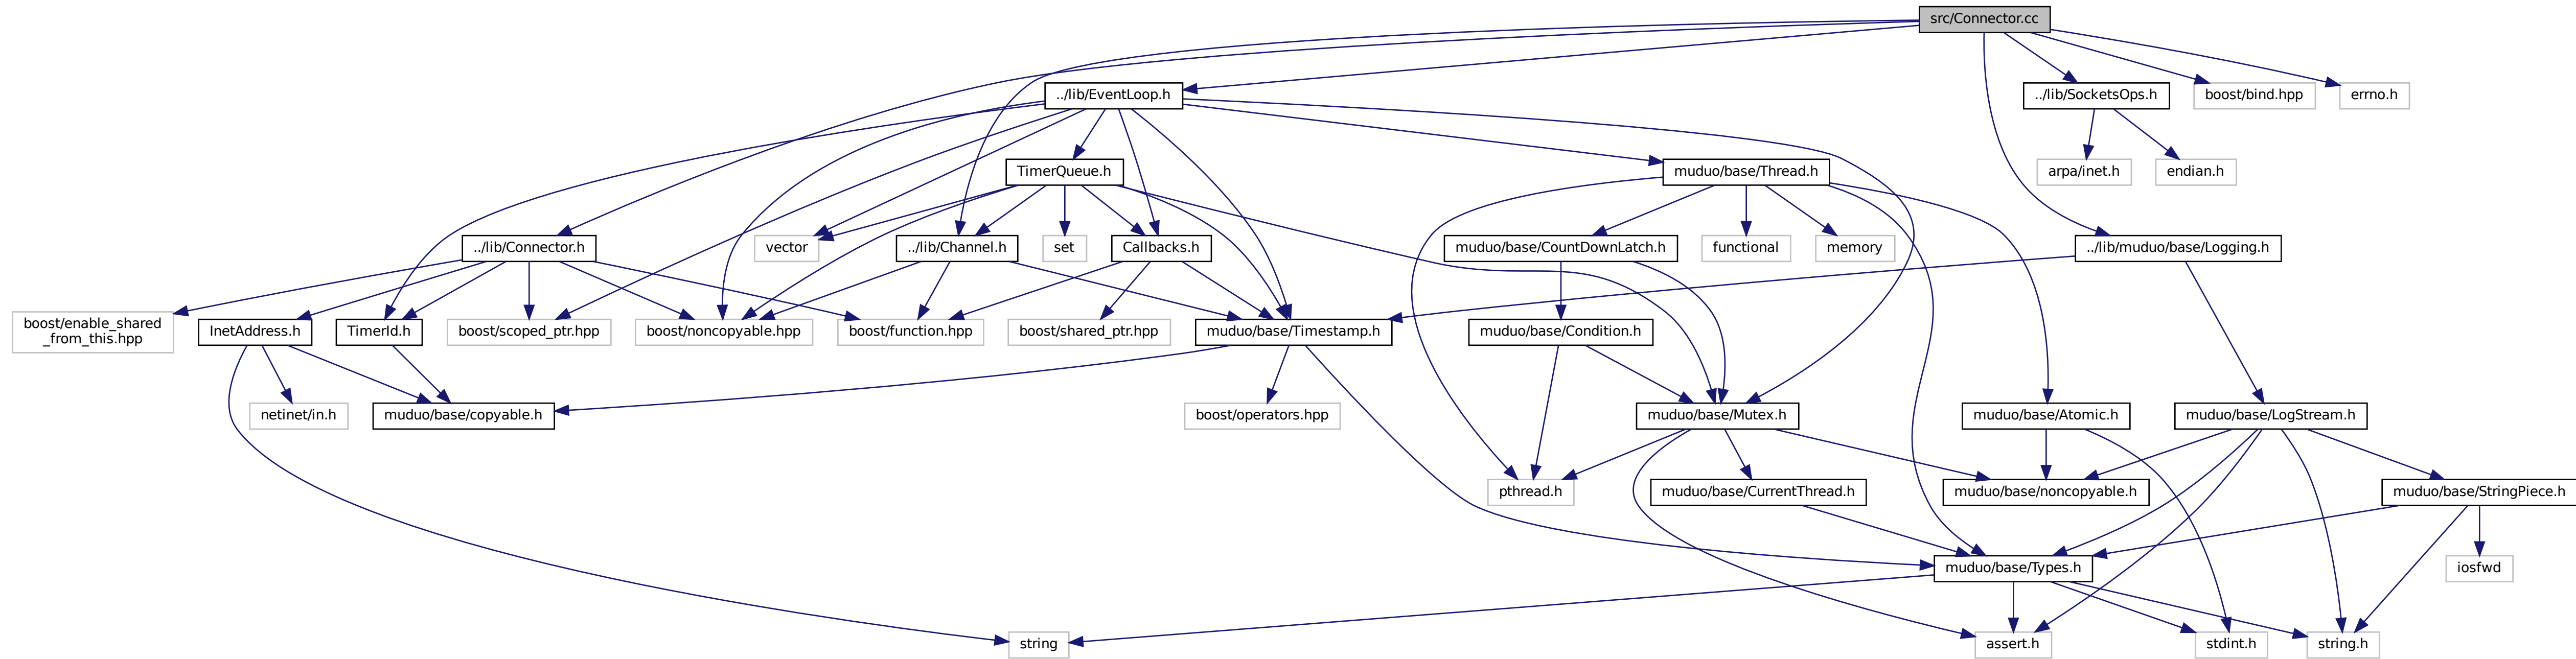 src/Connector.cc
../lib/EventLoop.h
../lib/SocketsOps.h
boost/bind.hpp
errno.h
TimerQueue.h
muduo/base/Thread.h
arpa/inet.h
endian.h
../lib/Connector.h
vector
../lib/Channel.h
set
Callbacks.h
muduo/base/CountDownLatch.h
functional
memory
../lib/muduo/base/Logging.h
boost/enable_shared
_from_this.hpp
InetAddress.h
TimerId.h
boost/scoped_ptr.hpp
boost/noncopyable.hpp
boost/function.hpp
boost/shared_ptr.hpp
muduo/base/Timestamp.h
muduo/base/Condition.h
netinet/in.h
muduo/base/copyable.h
boost/operators.hpp
muduo/base/Mutex.h
muduo/base/Atomic.h
muduo/base/LogStream.h
pthread.h
muduo/base/CurrentThread.h
muduo/base/noncopyable.h
muduo/base/StringPiece.h
muduo/base/Types.h
iosfwd
string
assert.h
stdint.h
string.h